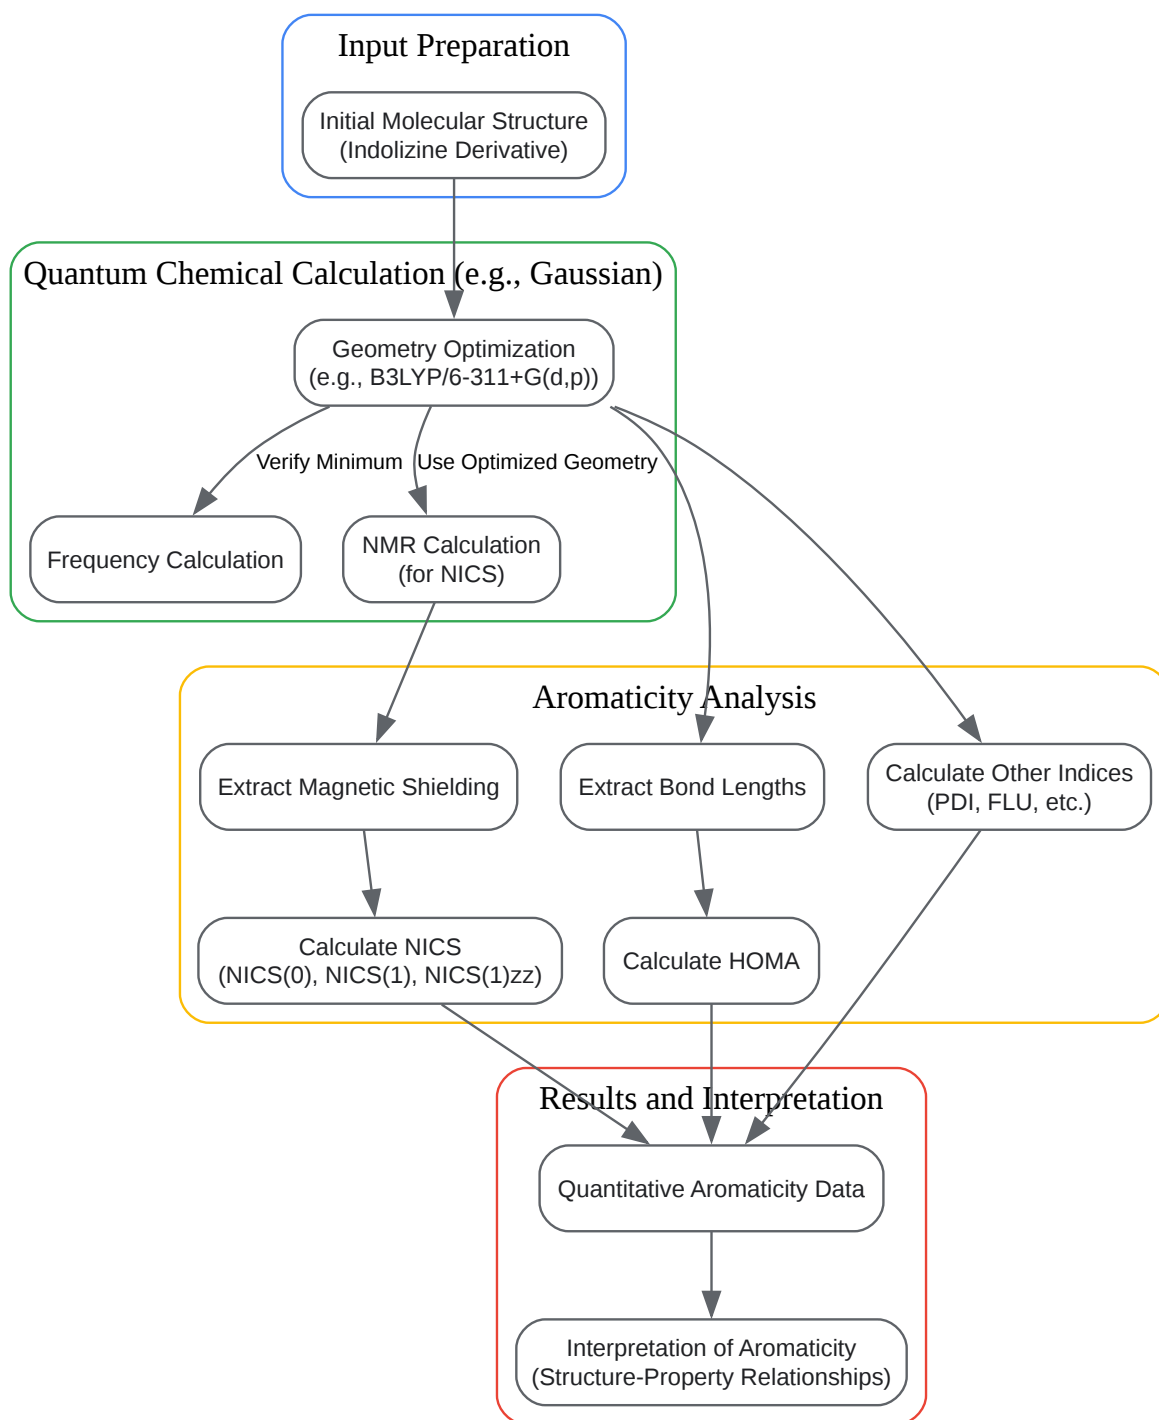 Input Preparation
Initial Molecular Structure
(Indolizine Derivative)
Quantum Chemical Calculation (e.g., Gaussian)
Geometry Optimization
(e.g., B3LYP/6-311+G(d,p))
Verify Minimum
Use Optimized Geometry
Frequency Calculation
NMR Calculation
(for NICS)
Aromaticity Analysis
Extract Magnetic Shielding
Extract Bond Lengths
Calculate Other Indices
(PDI, FLU, etc.)
Calculate NICS
(NICS(0), NICS(1), NICS(1)zz)
Calculate HOMA
Results and Interpretation
Quantitative Aromaticity Data
Interpretation of Aromaticity
(Structure-Property Relationships)